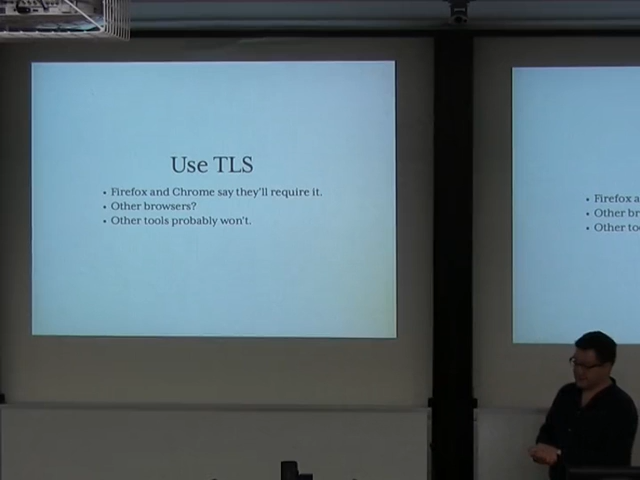 Use TLS
• Firefox and Chrome say they'll require it.
• Other browsers?
• Other tools probably won't.
• Firefox a
• Other br
• Other to